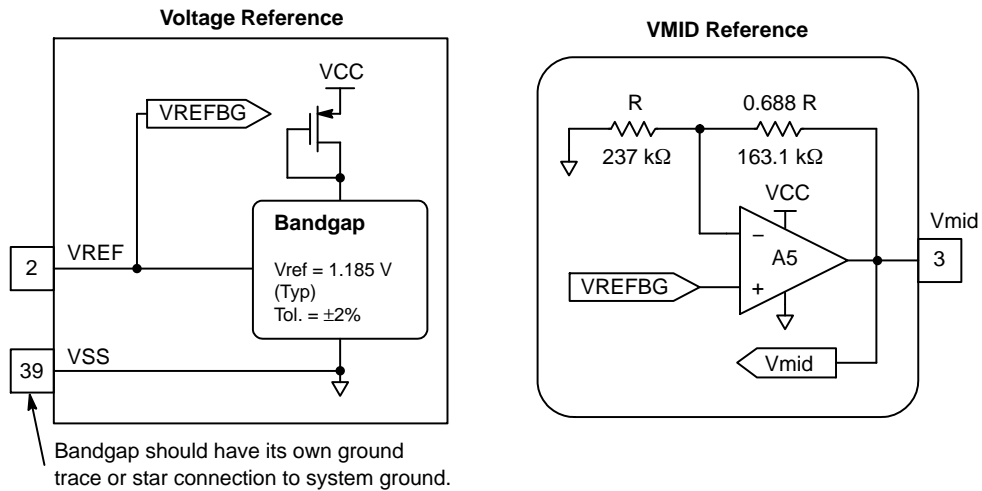 Voltage Reference
VCC
VREFBG
Bandgap
Vref = 1.185 V
(Typ)
Tol. = ±2%
2
VREF
39
VSS
Bandgap should have its own ground
trace or star connection to system ground.
VMID Reference
R
0.688 R
237 kΩ
163.1 kΩ
VCC
Vmid
−
A5
3
VREFBG
+
Vmid